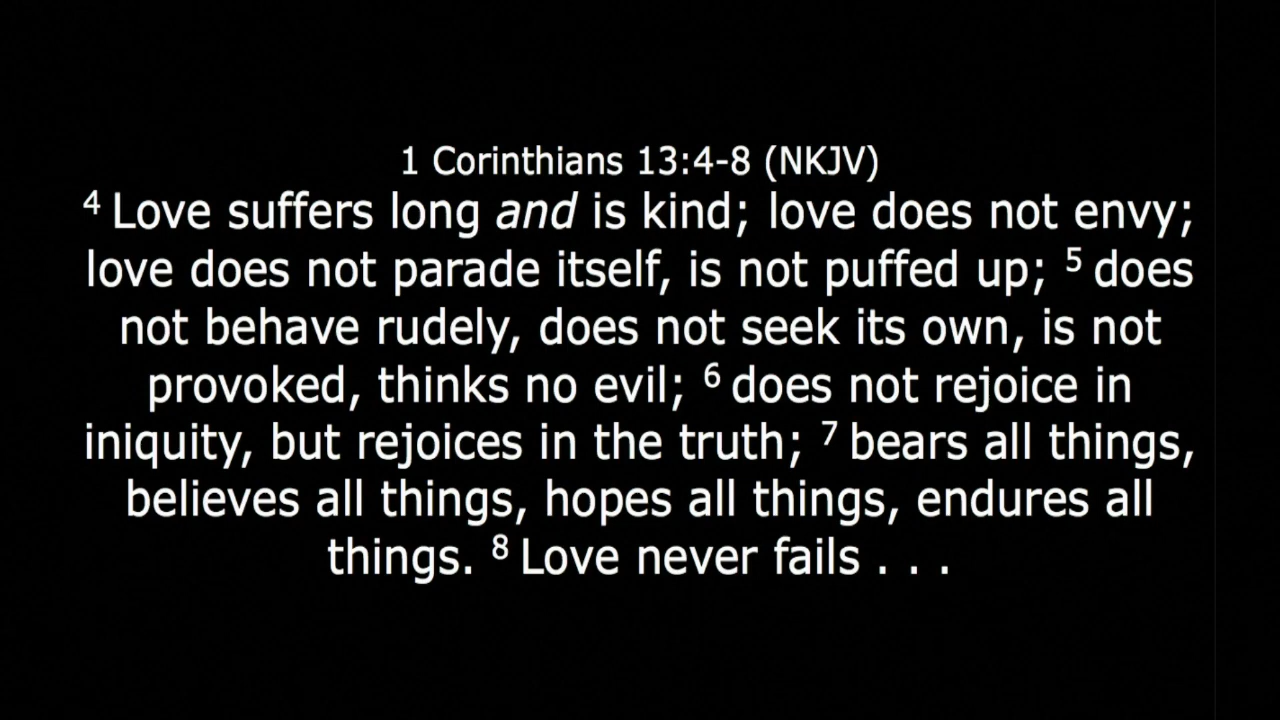 1 Corinthians 13:4-8 (NKJV)
4 Love suffers long and is kind; love does not envy;
love does not parade itself, is not puffed up; 5 does
not behave rudely, does not seek its own, is not
provoked, thinks no evil; 6 does not rejoice in
iniquity, but rejoices in the truth; 7 bears all things,
believes all things, hopes all things, endures all
things. 8 Love never fails . . .